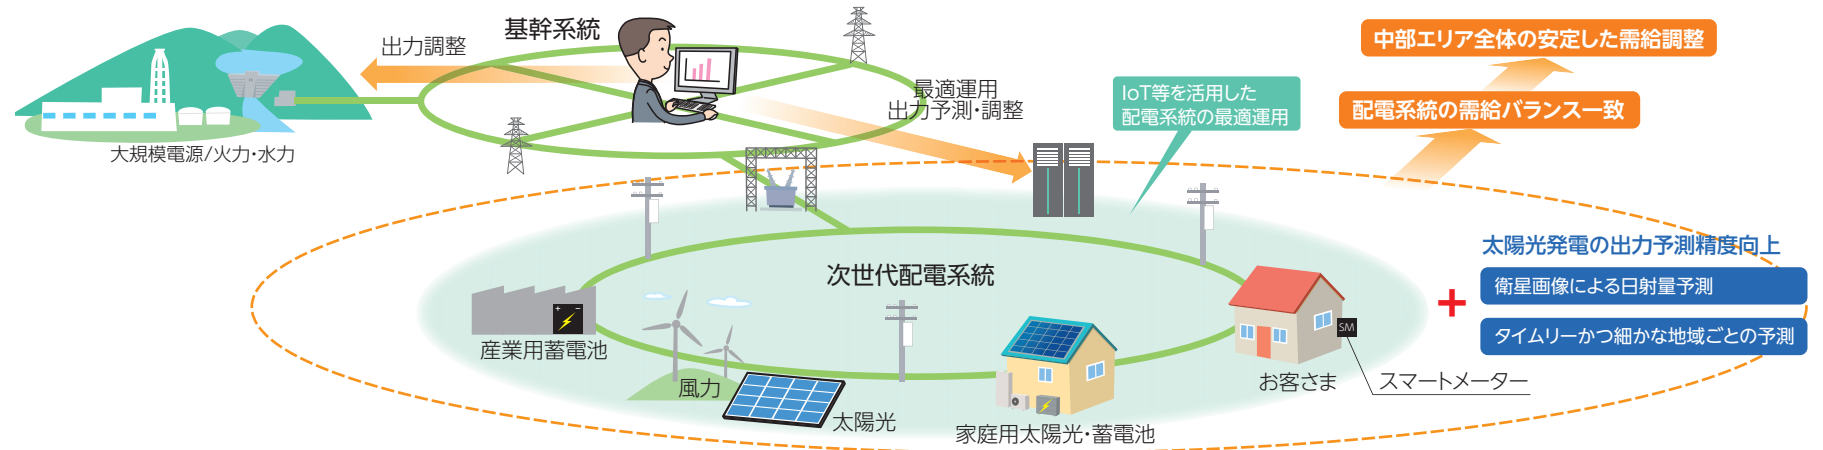 基幹系統
出力調整
大規模電源/火力・水力
最適運用
出力予測・調整
IoT等を活用した
配電系統の最適運用
中部エリア全体の安定した需給調整
配電系統の需給バランス一致
次世代配電系統
産業用蓄電池
風力
太陽光
家庭用太陽光・蓄電池
お客さま
SM
スマートメーター
+
太陽光発電の出力予測精度向上
衛星画像による日射量予測
タイムリーかつ細かな地域ごとの予測